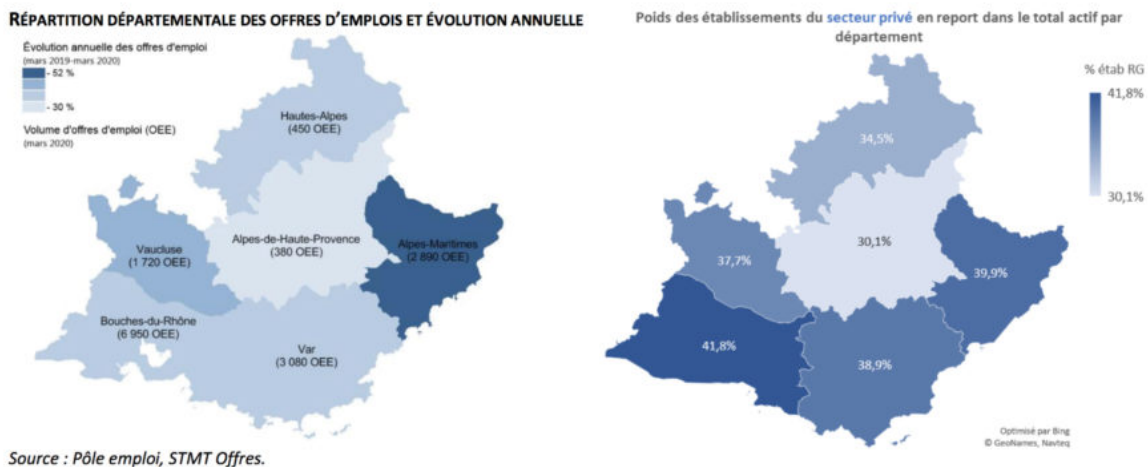 RÉPARTITION DÉPARTEMENTALE DES OFFRES D'EMPLOIS ET ÉVOLUTION ANNUELLE
Évolution annuelle des offres d'emploi
(mars 2019-mars 2020)
- 52 %
- 30 %
Volume d'offres d'emploi (OEE)
(mars 2020)
Hautes-Alpes
(450 OEE)
Alpes-de-Haute-Provence
(380 OEE)
Alpes-Maritimes
(2 890 OEE)
Vaucluse
(1 720 OEE)
Bouches-du-Rhône
(6 950 OEE)
Var
(3 080 OEE)
Source : Pôle emploi, STMT Offres.
Poids des établissements du secteur privé en report dans le total actif par
département
% étab RG
41,8%
30,1%
34,5%
30,1%
37,7%
39,9%
41,8%
38,9%
Optimisé par Bing
© GeoNames, Navteq